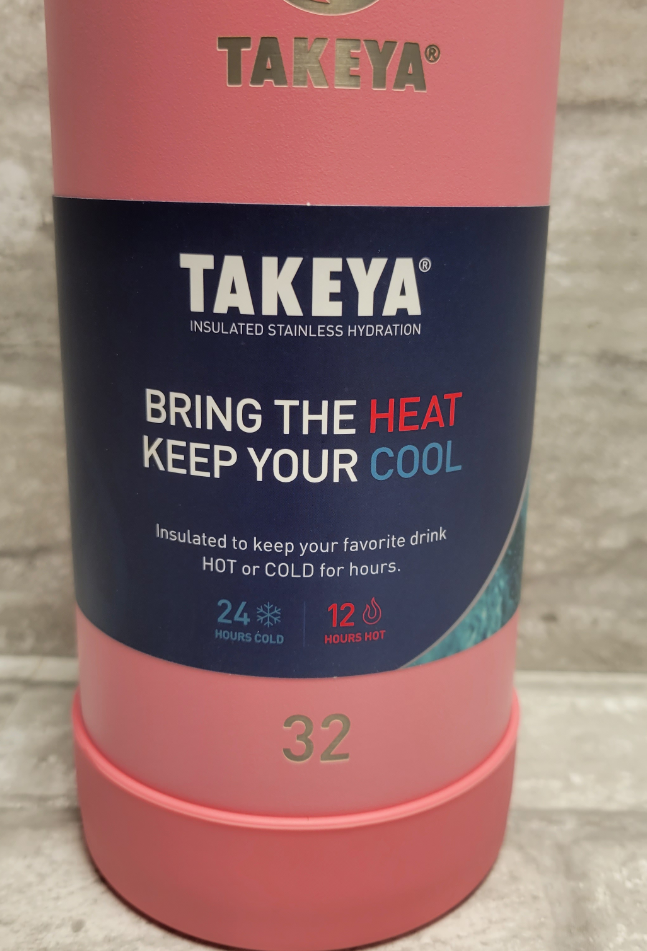 TAKEYA®
TAKEYA®
INSULATED STAINLESS HYDRATION
BRING THE HEAT
KEEP YOUR COOL
Insulated to keep your favorite drink
HOT or COLD for hours.
24 12
HOURS COLD HOURS HOT
32